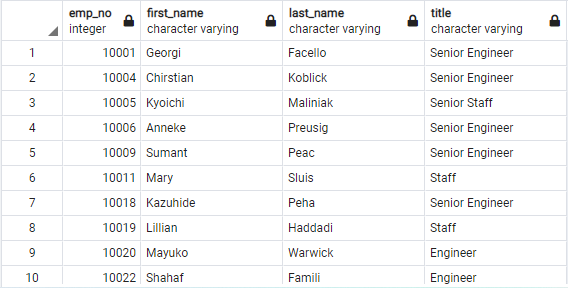 emp_no integer first_name character varying last_name character varying title character varying
1 10001 Georgi Facello Senior Engineer
2 10004 Chirstian Koblick Senior Engineer
3 10005 Kyoichi Maliniak Senior Staff
4 10006 Anneke Preusig Senior Engineer
5 10009 Sumant Peac Senior Engineer
6 10011 Mary Sluis Staff
7 10018 Kazuhide Peha Senior Engineer
8 10019 Lillian Haddadi Staff
9 10020 Mayuko Warwick Engineer
10 10022 Shahaf Famili Engineer